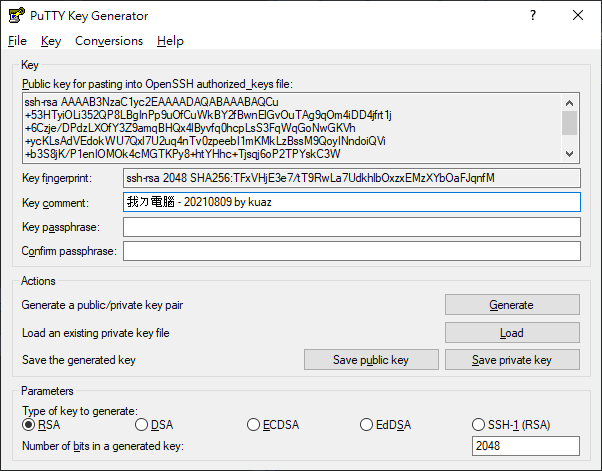 PuTTY Key Generator
File Key Conversions Help
Key
Public key for pasting into OpenSSH authorized_keys file:
ssh-rsa AAAAB3NzaC1yc2EAAAADAQABAAABAQCu
+53HTyiOLi352QP8LBgInPp9uOfCuWkBY2fBwnElGvOuTAg9qOm4iDD4jfrt1j
+6Czje/DPdzLXOfY3Z9amqBHQx4lByvfq0hcpLsS3FqWqGoNwGKVh
+ycKLsAdVEdokWU7QxI7U2uq4nTv0zpeebI1mKMkLzBssM9QoyINndoiQVi
+b3S8jK/P1enIOMOk4cMGTKPy8+htYHhc+Tjsqj6oP2TPYskC3W
Key fingerprint: ssh-rsa 2048 SHA256:TFxVHjE3e7/tT9RwLa7UdkhlbOxzxEMzXYbOaFJqnfM
Key comment: 我ㄉ電腦 - 20210809 by kuaz
Key passphrase:
Confirm passphrase:
Actions
Generate a public/private key pair Generate
Load an existing private key file Load
Save the generated key Save public key Save private key
Parameters
Type of key to generate:
RSA DSA ECDSA EdDSA SSH-1 (RSA)
Number of bits in a generated key: 2048